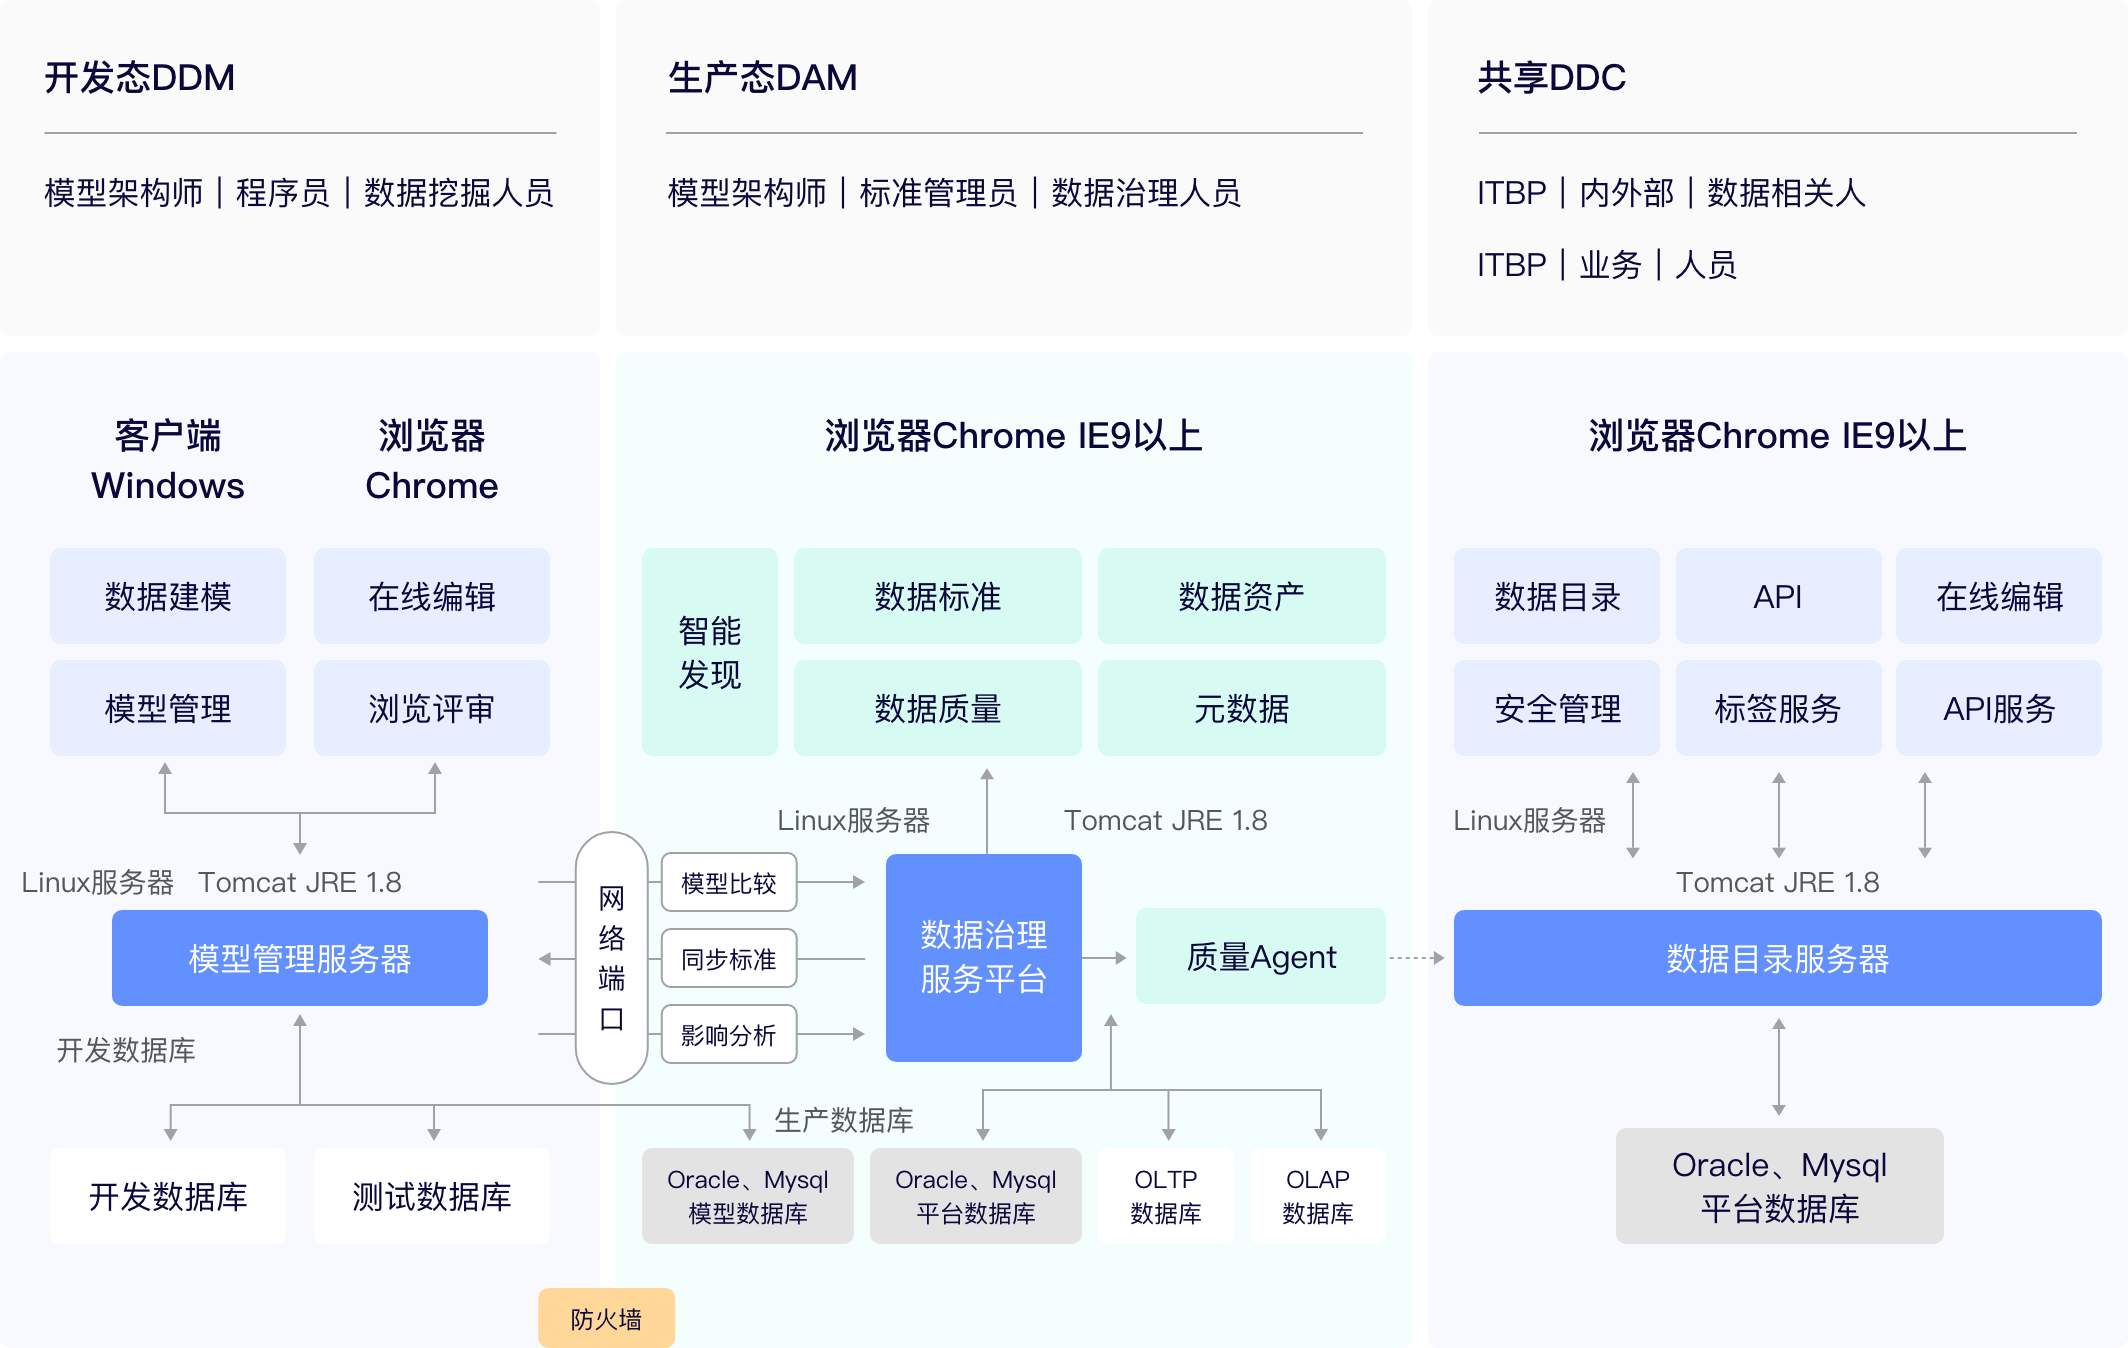 开发态DDM
模型架构师｜程序员｜数据挖掘人员
生产态DAM
模型架构师｜标准管理员｜数据治理人员
共享DDC
ITBP｜内外部｜数据相关人
ITBP｜业务｜人员
客户端
Windows
浏览器
Chrome
数据建模
在线编辑
模型管理
浏览评审
Linux服务器
Tomcat JRE 1.8
模型管理服务器
开发数据库
开发数据库
测试数据库
网
络
端
口
模型比较
同步标准
影响分析
浏览器Chrome IE9以上
智能
发现
数据标准
数据资产
数据质量
元数据
Linux服务器
Tomcat JRE 1.8
数据治理
服务平台
质量Agent
生产数据库
Oracle、Mysql
模型数据库
Oracle、Mysql
平台数据库
OLTP
数据库
OLAP
数据库
防火墙
浏览器Chrome IE9以上
数据目录
API
在线编辑
安全管理
标签服务
API服务
Linux服务器
Tomcat JRE 1.8
数据目录服务器
Oracle、Mysql
平台数据库